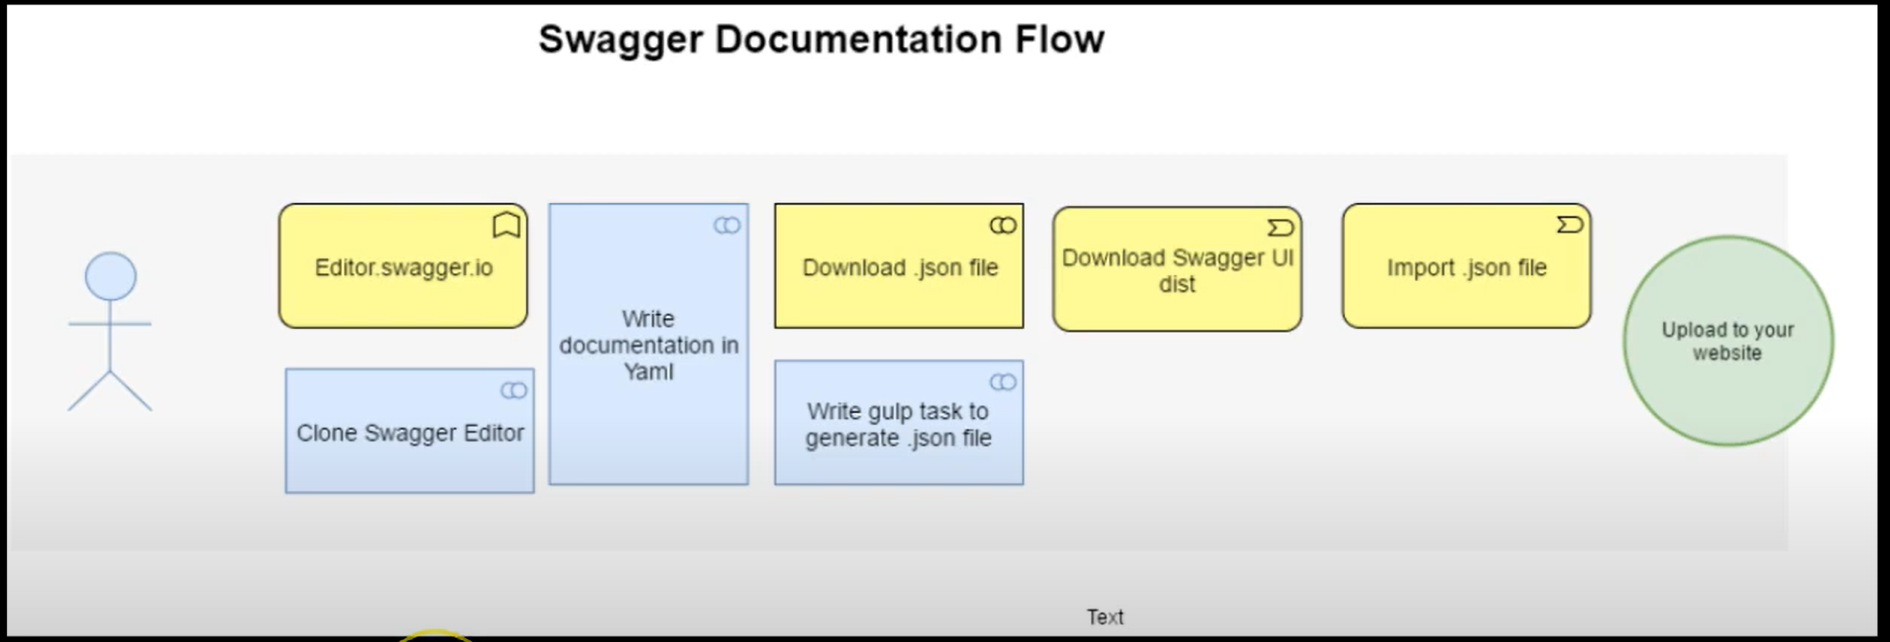 Swagger Documentation Flow
Editor.swagger.io
Clone Swagger Editor
Write
documentation in
Yaml
Download .json file
Write gulp task to
generate .json file
Download Swagger UI
dist
Import .json file
Upload to your
website
Text